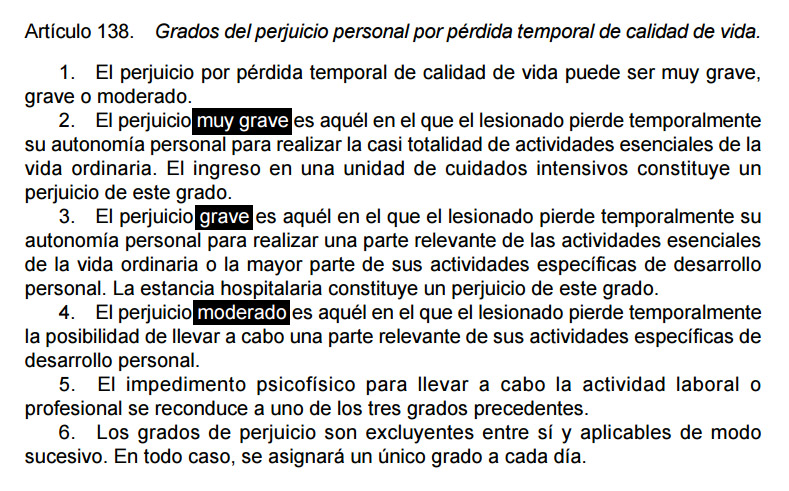 Artículo 138. Grados del perjuicio personal por pérdida temporal de calidad de vida.
1. El perjuicio por pérdida temporal de calidad de vida puede ser muy grave,
grave o moderado.
2. El perjuicio muy grave es aquél en el que el lesionado pierde temporalmente
su autonomía personal para realizar la casi totalidad de actividades esenciales de la
vida ordinaria. El ingreso en una unidad de cuidados intensivos constituye un
perjuicio de este grado.
3. El perjuicio grave es aquél en el que el lesionado pierde temporalmente su
autonomía personal para realizar una parte relevante de las actividades esenciales
de la vida ordinaria o la mayor parte de sus actividades específicas de desarrollo
personal. La estancia hospitalaria constituye un perjuicio de este grado.
4. El perjuicio moderado es aquél en el que el lesionado pierde temporalmente
la posibilidad de llevar a cabo una parte relevante de sus actividades específicas de
desarrollo personal.
5. El impedimento psicofísico para llevar a cabo la actividad laboral o
profesional se reconduce a uno de los tres grados precedentes.
6. Los grados de perjuicio son excluyentes entre sí y aplicables de modo
sucesivo. En todo caso, se asignará un único grado a cada día.